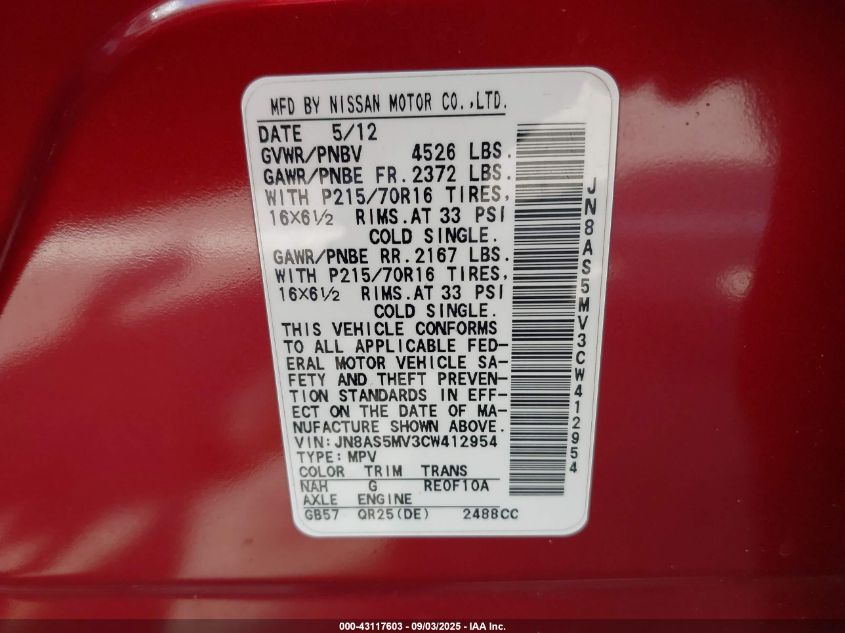 MFD BY NISSAN MOTOR CO.,LTD.
DATE 5/12
GVWR/PNBV 4526 LBS.
GAWR/PNBE FR. 2372 LBS.
WITH P215/70R16 TIRES,
16X6½ RIMS.AT 33 PSI
COLD SINGLE.
GAWR/PNBE RR. 2167 LBS.
WITH P215/70R16 TIRES,
16X6½ RIMS.AT 33 PSI
COLD SINGLE.
THIS VEHICLE CONFORMS
TO ALL APPLICABLE FED-
ERAL MOTOR VEHICLE SA-
FETY AND THEFT PREVEN-
TION STANDARDS IN EFF-
ECT ON THE DATE OF MA-
NUFACTURE SHOWN ABOVE.
VIN:JN8AS5MV3CW412954
TYPE:MPV
COLOR TRIM TRANS
NAH G RE0F10A
AXLE ENGINE
GB57 QR25(DE) 2488CC
JN8AS5MV3CW412954
000-43117603 - 09/03/2025 - IAA Inc.